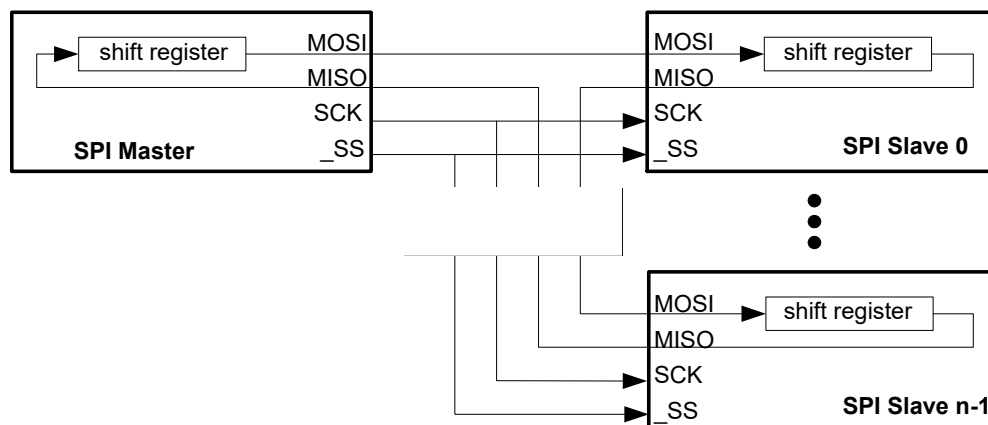 shift register
MOSI
MISO
SCK
_SS
SPI Master
MOSI
shift register
MISO
SCK
_SS
SPI Slave 0
MOSI
shift register
MISO
SCK
_SS
SPI Slave n-1